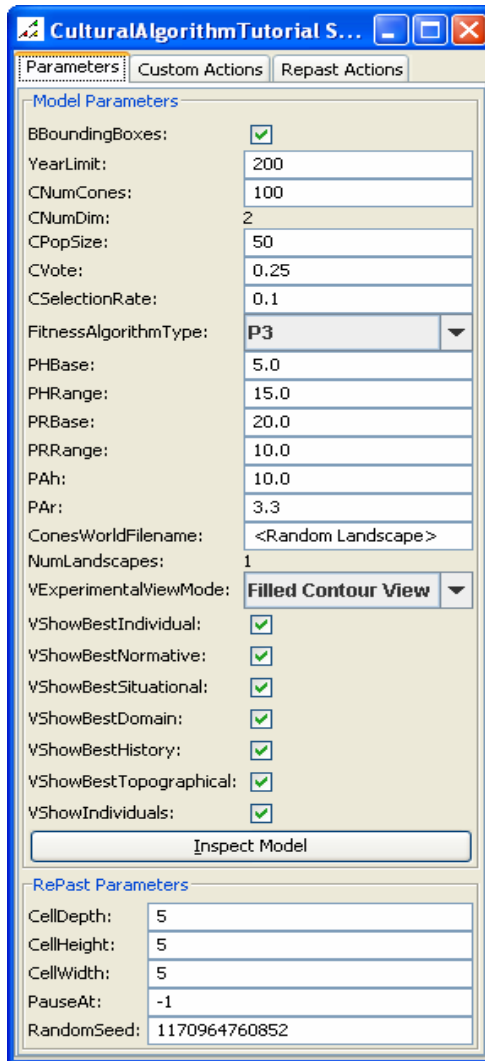 CulturalAlgorithmTutorial S...
Parameters Custom Actions Repast Actions
Model Parameters
BBoundingBoxes:
YearLimit: 200
CNumCones: 100
CNumDim: 2
CPopSize: 50
CVote: 0.25
CSelectionRate: 0.1
FitnessAlgorithmType: P3
PHBase: 5.0
PHRange: 15.0
PRBase: 20.0
PRRange: 10.0
PAh: 10.0
PAr: 3.3
ConesWorldFilename: <Random Landscape>
NumLandscapes: 1
VExperimentalViewMode: Filled Contour View
VShowBestIndividual:
VShowBestNormative:
VShowBestSituational:
VShowBestDomain:
VShowBestHistory:
VShowBestTopographical:
VShowIndividuals:
Inspect Model
RePast Parameters
CellDepth: 5
CellHeight: 5
CellWidth: 5
PauseAt: -1
RandomSeed: 1170964760852